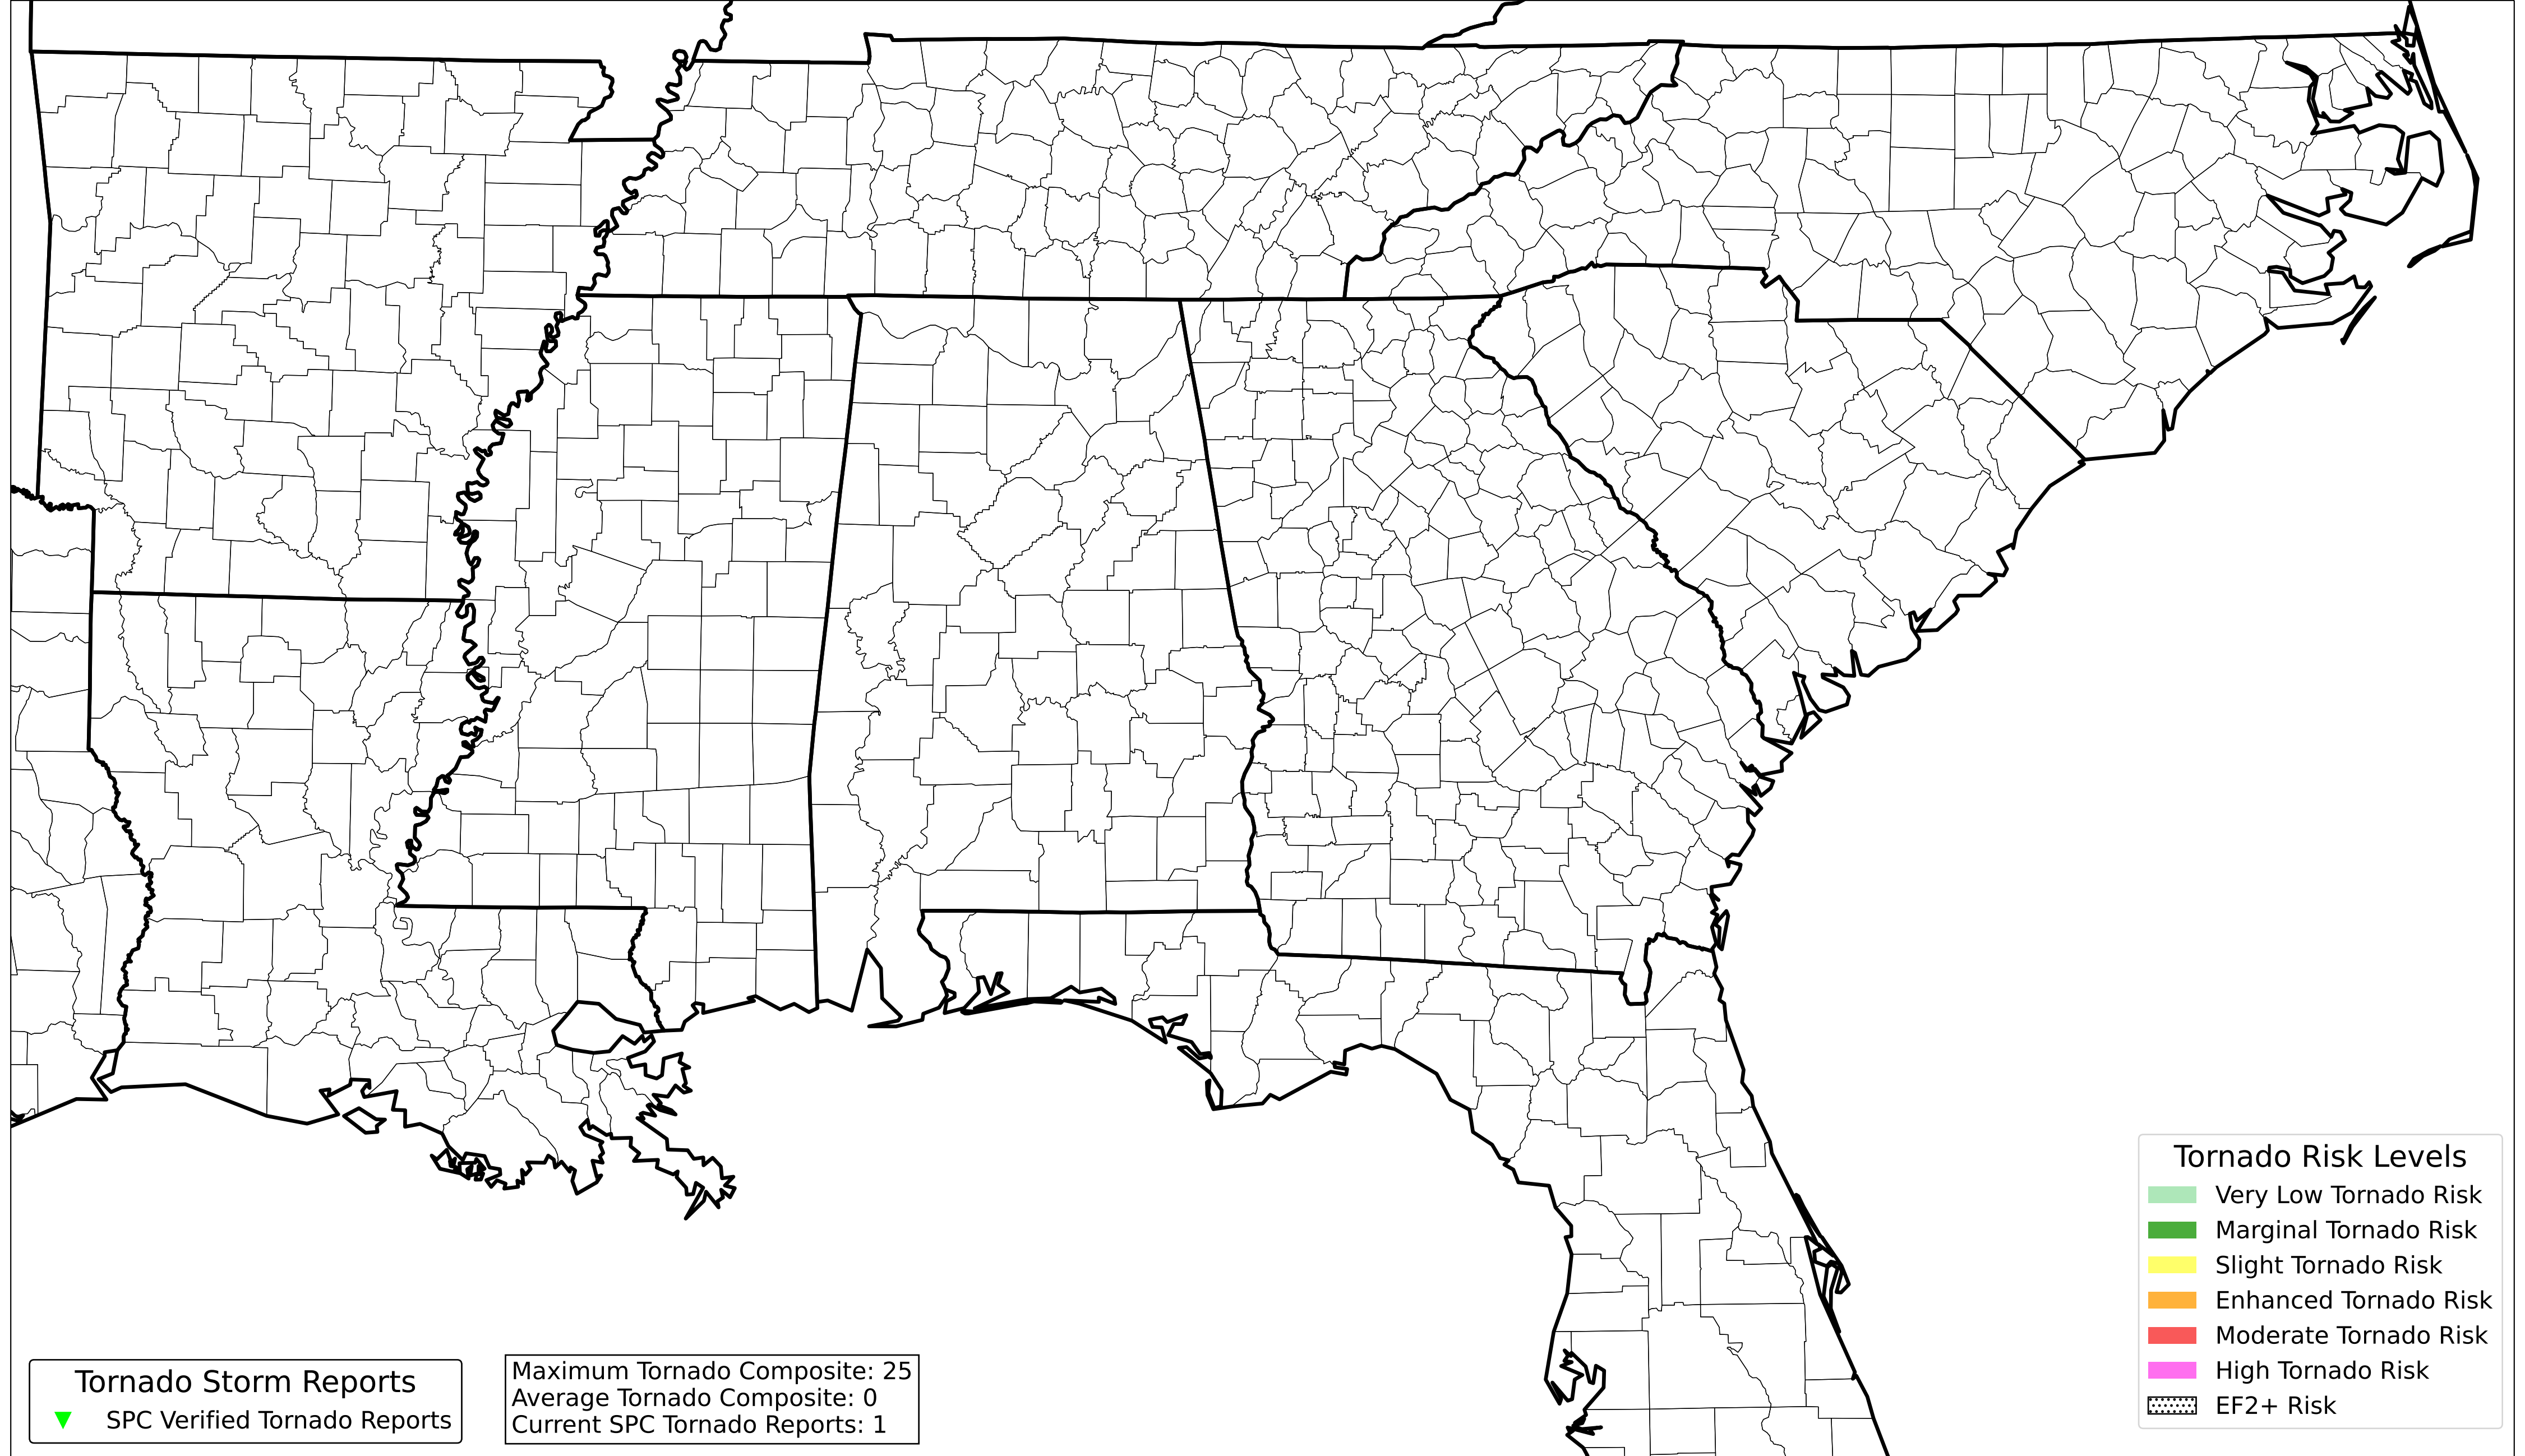 Tornado Storm Reports
SPC Verified Tornado Reports
Maximum Tornado Composite: 25
Average Tornado Composite: 0
Current SPC Tornado Reports: 1
Tornado Risk Levels
Very Low Tornado Risk
Marginal Tornado Risk
Slight Tornado Risk
Enhanced Tornado Risk
Moderate Tornado Risk
High Tornado Risk
EF2+ Risk